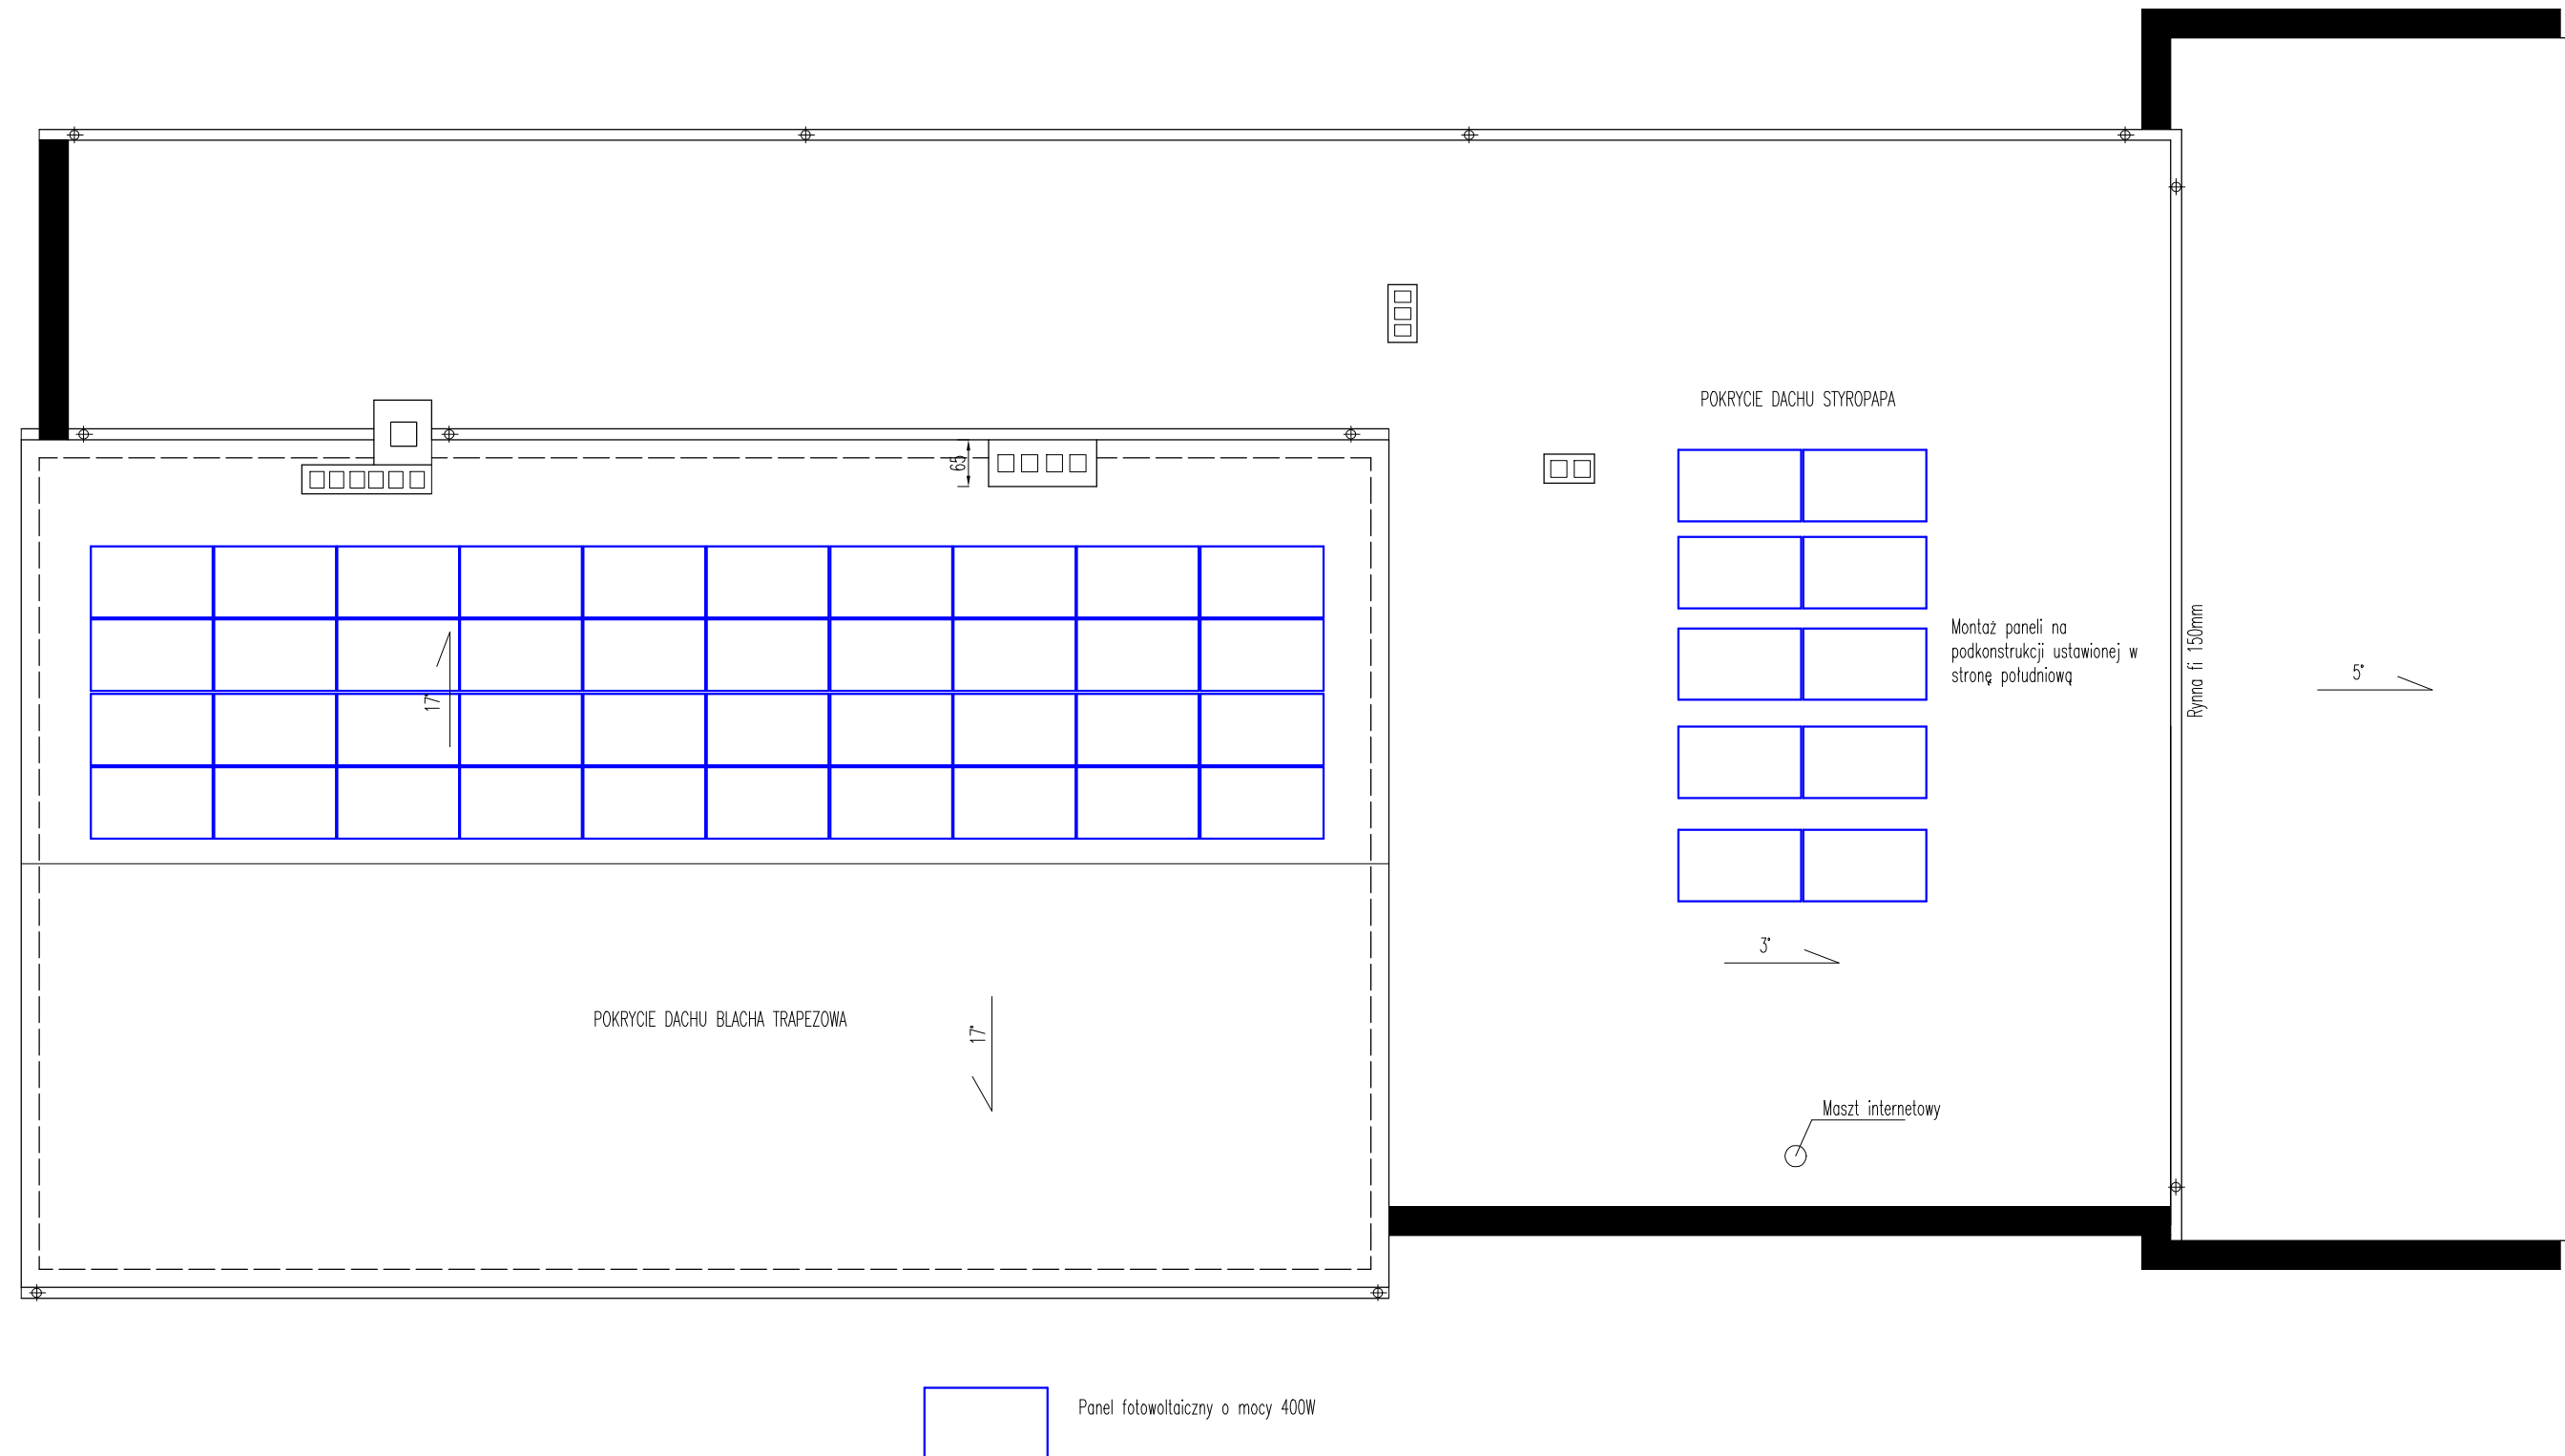 POKRYCIE DACHU STYROPAPA
65
Montaż paneli na
podkonstrukcji ustawionej w
stronę południową
Rynna fi 150mm
5°
17°
3°
POKRYCIE DACHU BLACHA TRAPEZOWA
17°
Maszt internetowy
Panel fotowoltaiczny o mocy 400W